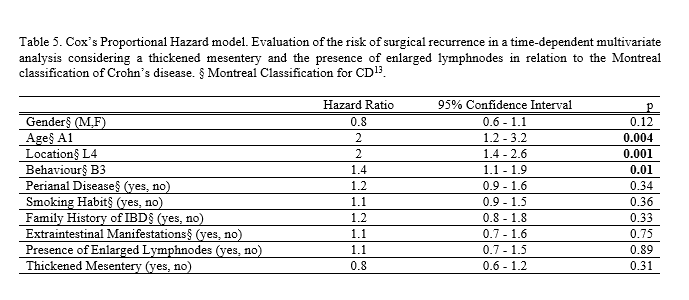 Table 5. Cox's Proportional Hazard model. Evaluation of the risk of surgical recurrence in a time-dependent multivariate
analysis considering a thickened mesentery and the presence of enlarged lymphnodes in relation to the Montreal
classification of Crohn's disease. § Montreal Classification for CD¹³.
Hazard Ratio 95% Confidence Interval p
Gender§ (M,F) 0.8 0.6 - 1.1 0.12
Age§ A1 2 1.2 - 3.2 0.004
Location§ L4 2 1.4 - 2.6 0.001
Behaviour§ B3 1.4 1.1 - 1.9 0.01
Perianal Disease§ (yes, no) 1.2 0.9 - 1.6 0.34
Smoking Habit§ (yes, no) 1.1 0.9 - 1.5 0.36
Family History of IBD§ (yes, no) 1.2 0.8 - 1.8 0.33
Extraintestinal Manifestations§ (yes, no) 1.1 0.7 - 1.6 0.75
Presence of Enlarged Lymphnodes (yes, no) 1.1 0.7 - 1.5 0.89
Thickened Mesentery (yes, no) 0.8 0.6 - 1.2 0.31